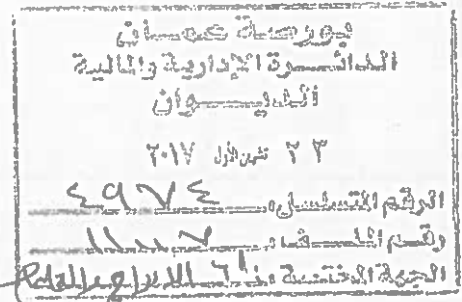 بورصة عمان
الدائرة الإدارية والمالية
الديوان
٢٣ تشرين الأول ٢٠١٧
الرقم المتسلسل ٤٩٧٤
رقم الملف
الجهة المختصة